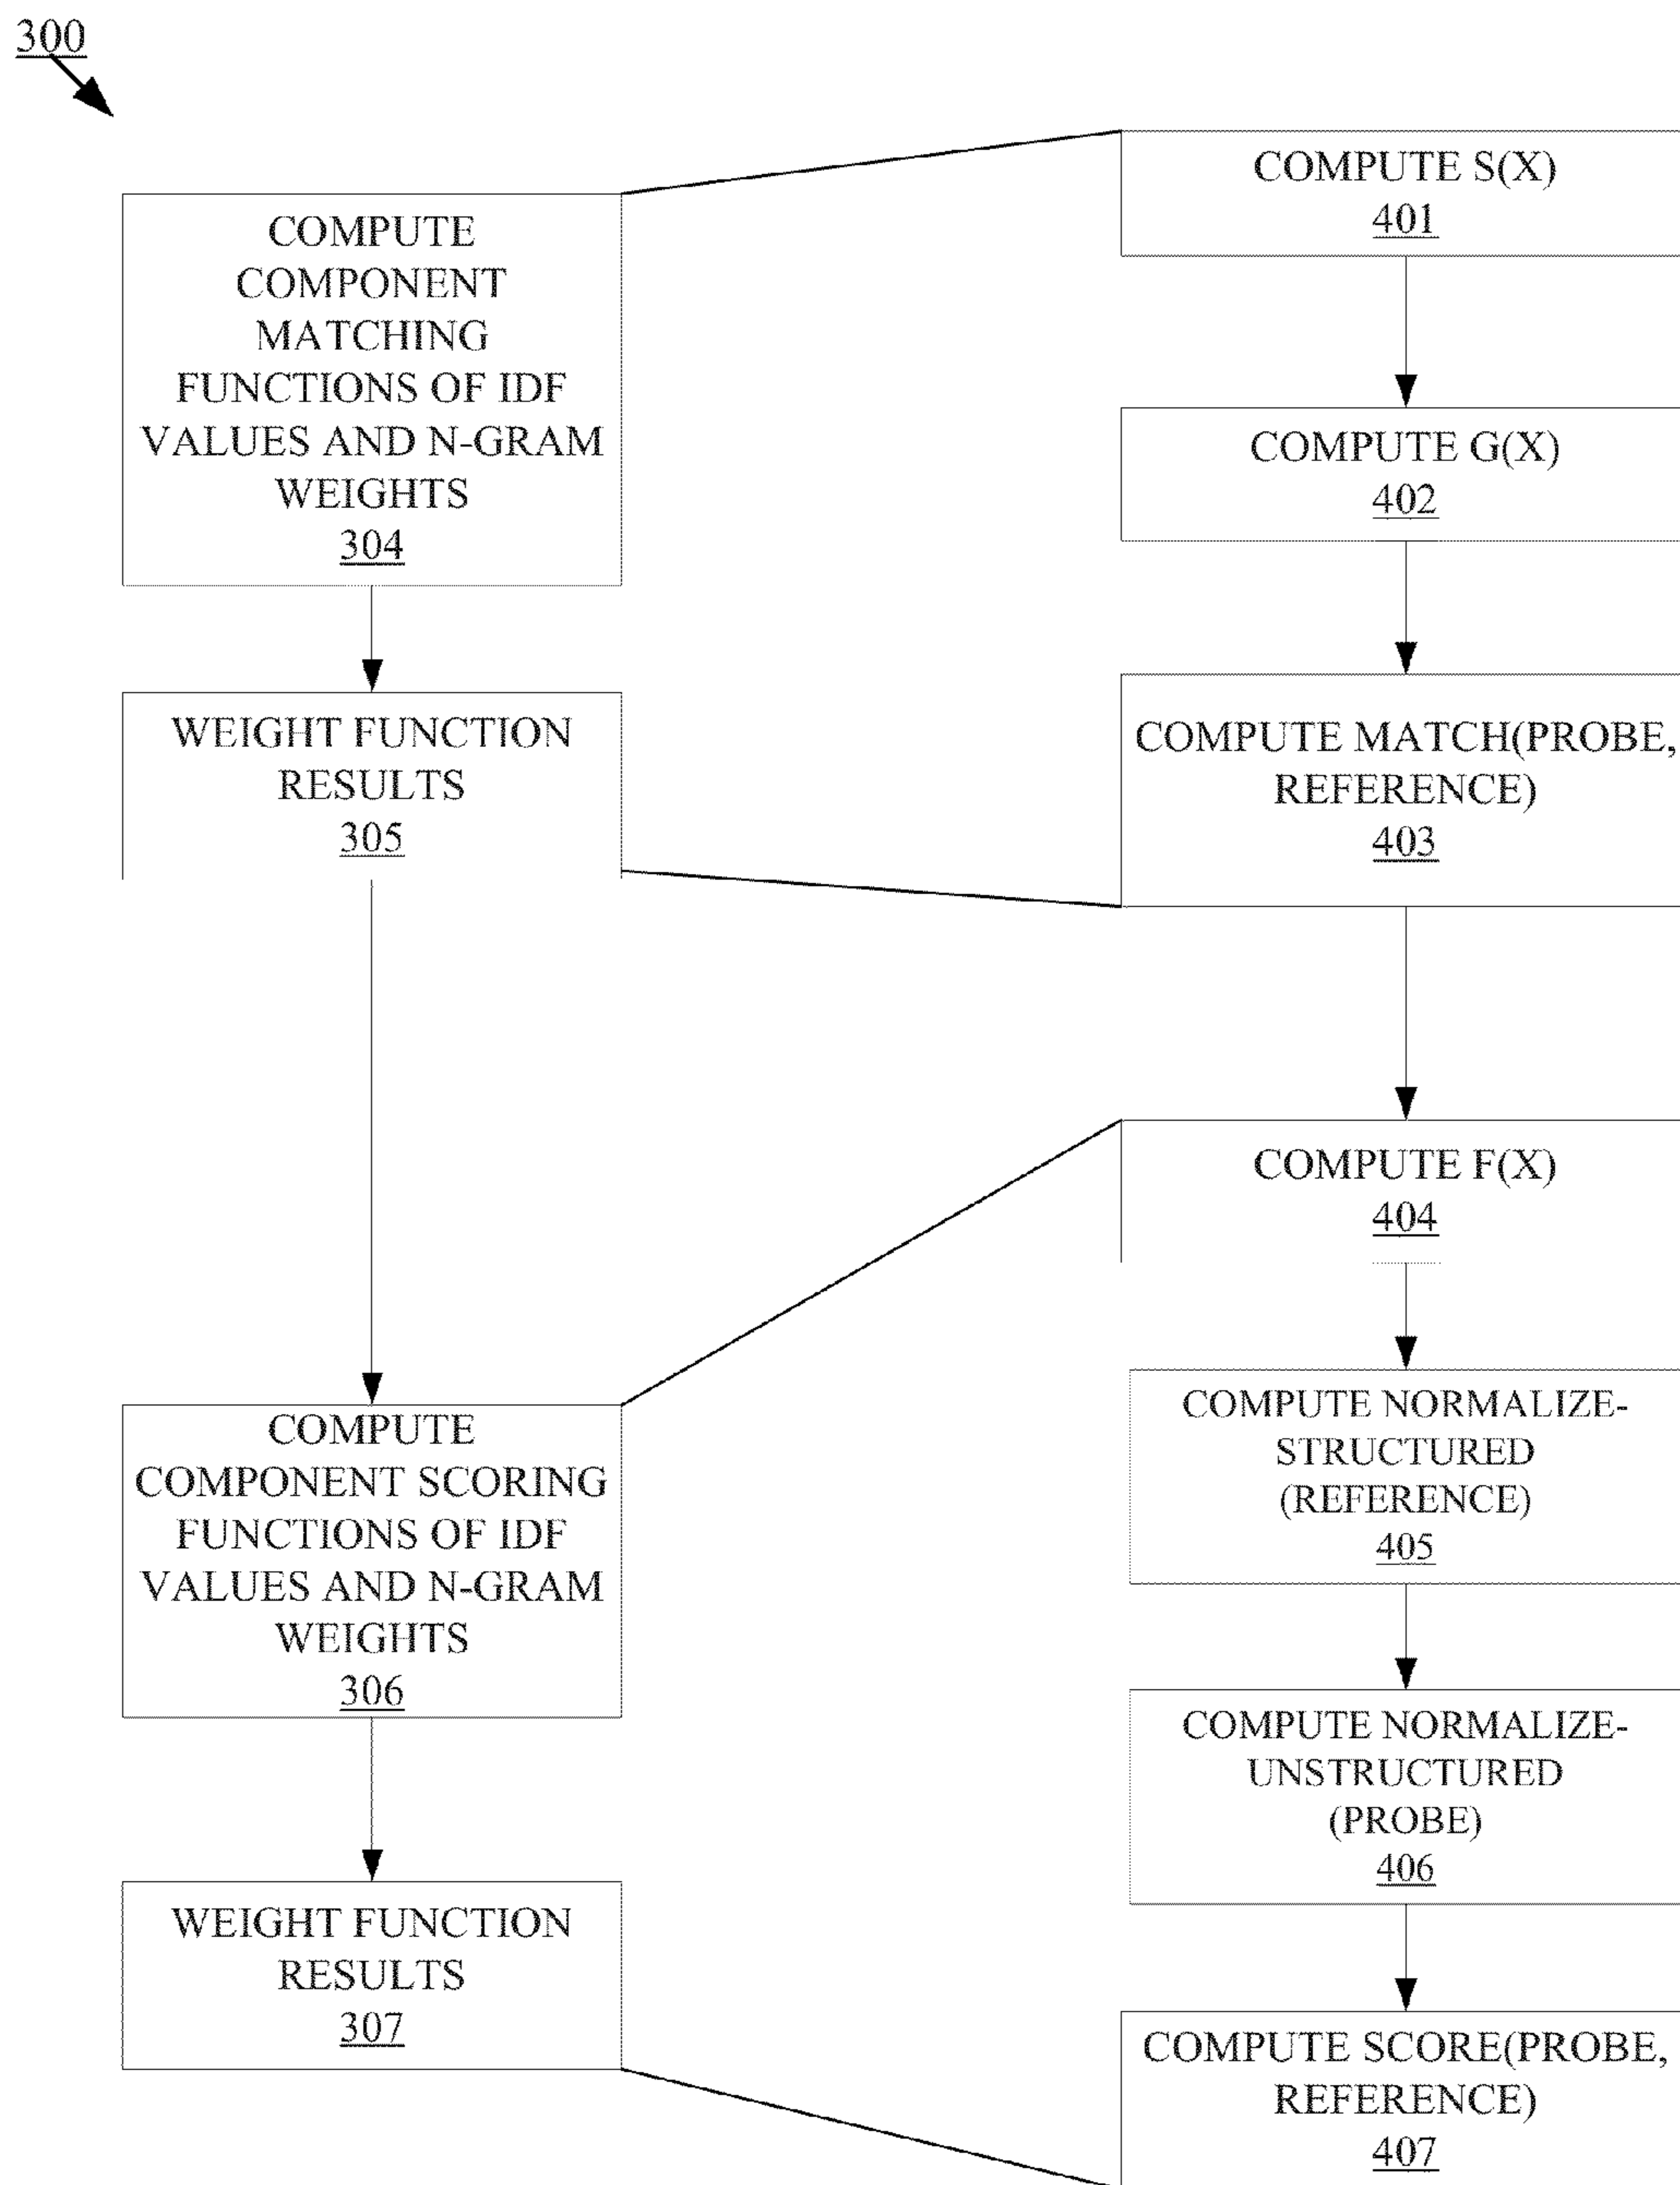 300
COMPUTE
COMPONENT
MATCHING
FUNCTIONS OF IDF
VALUES AND N-GRAM
WEIGHTS
304
WEIGHT FUNCTION
RESULTS
305
COMPUTE
COMPONENT SCORING
FUNCTIONS OF IDF
VALUES AND N-GRAM
WEIGHTS
306
WEIGHT FUNCTION
RESULTS
307
COMPUTE S(X)
401
COMPUTE G(X)
402
COMPUTE MATCH(PROBE,
REFERENCE)
403
COMPUTE F(X)
404
COMPUTE NORMALIZE-
STRUCTURED
(REFERENCE)
405
COMPUTE NORMALIZE-
UNSTRUCTURED
(PROBE)
406
COMPUTE SCORE(PROBE,
REFERENCE)
407